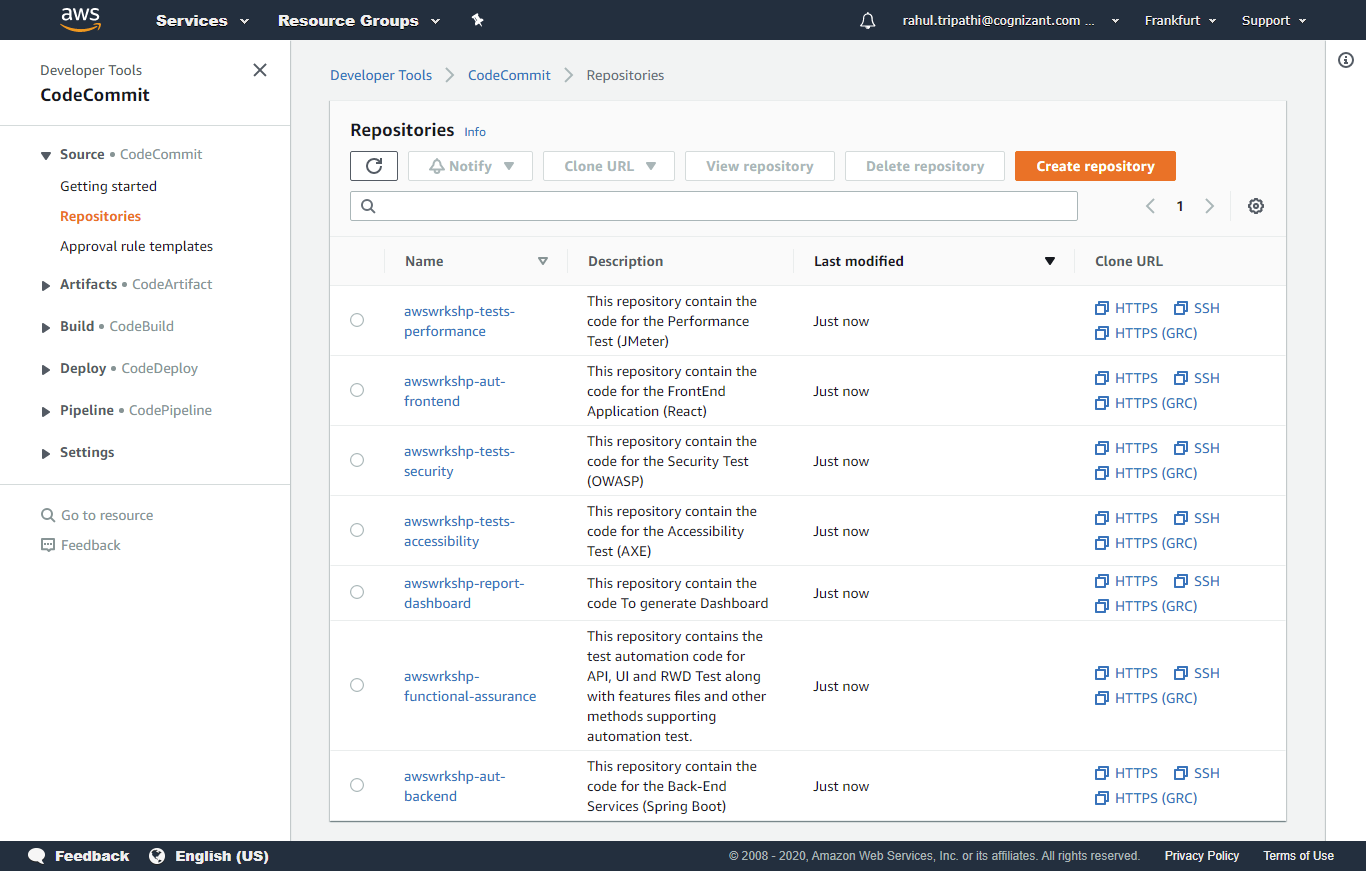 aws Services Resource Groups rahul.tripathi@cognizant.com ... Frankfurt Support
Developer Tools
CodeCommit
Source • CodeCommit
Getting started
Repositories
Approval rule templates
Artifacts • CodeArtifact
Build • CodeBuild
Deploy • CodeDeploy
Pipeline • CodePipeline
Settings
Go to resource
Feedback
Developer Tools CodeCommit Repositories
Repositories Info
Notify Clone URL View repository Delete repository Create repository
1
Name Description Last modified Clone URL
awswrkshp-tests-
performance
This repository contain the
code for the Performance
Test (JMeter)
Just now
HTTPS SSH
HTTPS (GRC)
awswrkshp-aut-
frontend
This repository contain the
code for the FrontEnd
Application (React)
Just now
HTTPS SSH
HTTPS (GRC)
awswrkshp-tests-
security
This repository contain the
code for the Security Test
(OWASP)
Just now
HTTPS SSH
HTTPS (GRC)
awswrkshp-tests-
accessibility
This repository contain the
code for the Accessibility
Test (AXE)
Just now
HTTPS SSH
HTTPS (GRC)
awswrkshp-report-
dashboard
This repository contain the
code To generate Dashboard
Just now
HTTPS SSH
HTTPS (GRC)
awswrkshp-
functional-assurance
This repository contains the
test automation code for
API, UI and RWD Test along
with features files and other
methods supporting
automation test.
Just now
HTTPS SSH
HTTPS (GRC)
awswrkshp-aut-
backend
This repository contain the
code for the Back-End
Services (Spring Boot)
Just now
HTTPS SSH
HTTPS (GRC)
Feedback English (US) © 2008 - 2020, Amazon Web Services, Inc. or its affiliates. All rights reserved. Privacy Policy Terms of Use